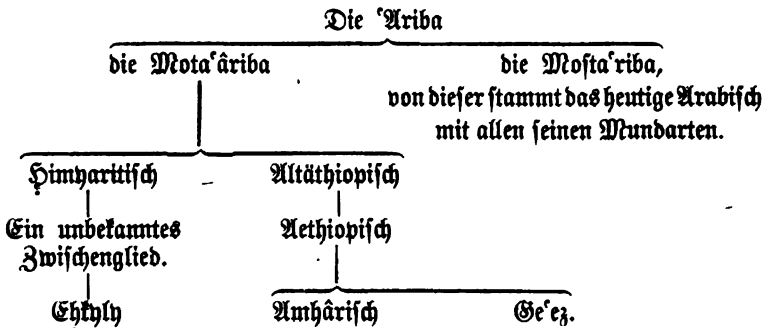 Die ʿAriba
die Motaʿâriba
die Moſtaʿriba,
von dieſer ſtammt das heutige Arabiſch
mit allen ſeinen Mundarten.
Ḥimyaritiſch
Altäthiopiſch
Ein unbekanntes
Zwiſchenglied.
Aethiopiſch
Ehkyly
Amhâriſch
Geʿez.